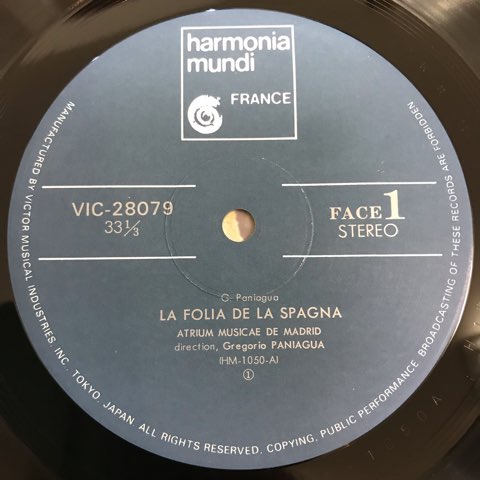 harmonia
mundi
FRANCE
VIC-28079
33 1/3
FACE 1
STEREO
G. Paniagua
LA FOLIA DE LA SPAGNA
ATRIUM MUSICAE DE MADRID
direction, Gregorio PANIAGUA
(HM-1050-A)
①
MANUFACTURED BY VICTOR MUSICAL INDUSTRIES, INC. TOKYO, JAPAN ALL RIGHTS RESERVED. COPYING, PUBLIC PERFORMANCE, BROADCASTING OF THESE RECORDS ARE FORBIDDEN